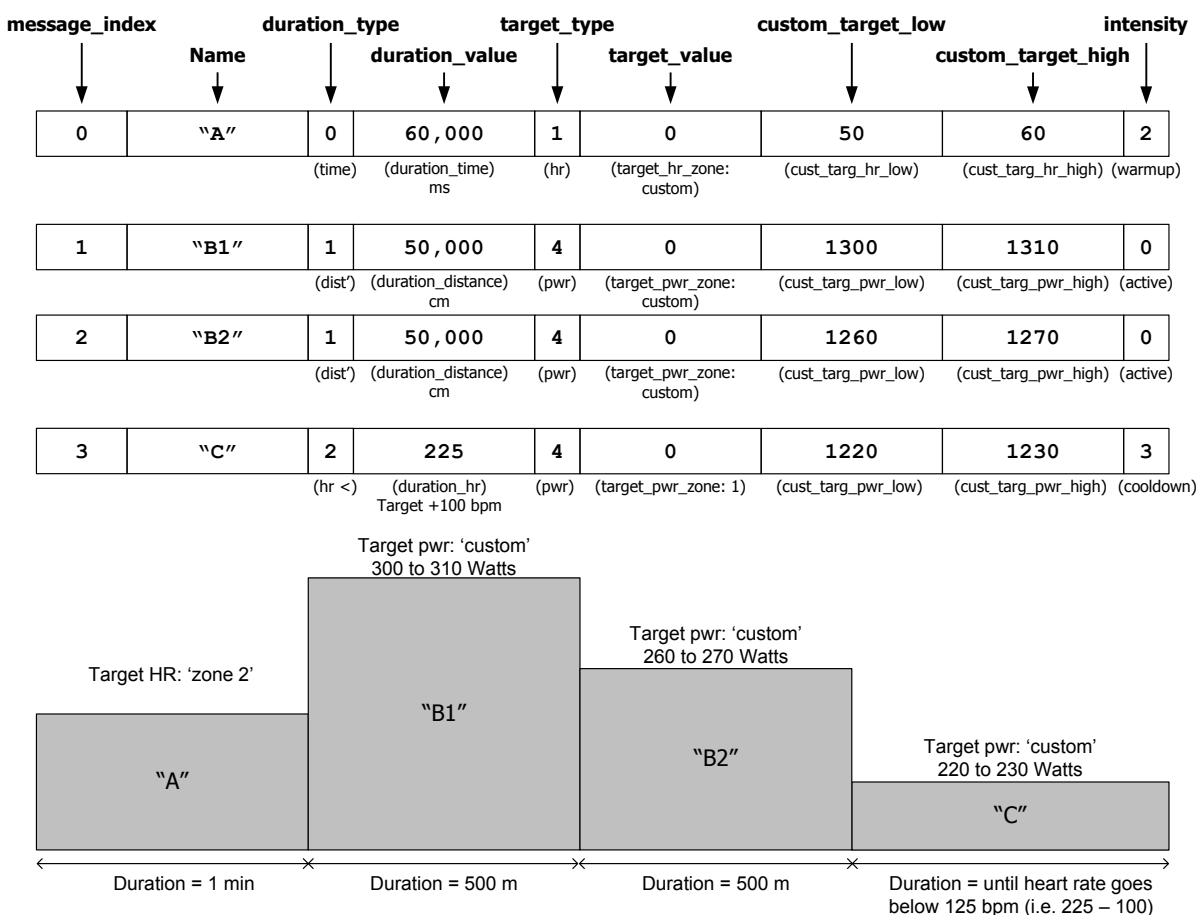 message_index duration_type target_type custom_target_low intensity
Name duration_value target_value custom_target_high
0 “A” 0 60,000 1 0 50 60 2
(time) (duration_time) (hr) (target_hr_zone: (cust_targ_hr_low) (cust_targ_hr_high) (warmup)
ms custom)
1 “B1” 1 50,000 4 0 1300 1310 0
(dist’) (duration_distance) (pwr) (target_pwr_zone: (cust_targ_pwr_low) (cust_targ_pwr_high) (active)
cm custom)
2 “B2” 1 50,000 4 0 1260 1270 0
(dist’) (duration_distance) (pwr) (target_pwr_zone: (cust_targ_pwr_low) (cust_targ_pwr_high) (active)
cm custom)
3 “C” 2 225 4 0 1220 1230 3
(hr <) (duration_hr) (pwr) (target_pwr_zone: 1) (cust_targ_pwr_low) (cust_targ_pwr_high) (cooldown)
Target +100 bpm
Target pwr: ‘custom’
300 to 310 Watts
Target pwr: ‘custom’
260 to 270 Watts
Target HR: ‘zone 2’
“B1”
Target pwr: ‘custom’
220 to 230 Watts
“B2”
“A”
“C”
Duration = 1 min Duration = 500 m Duration = 500 m Duration = until heart rate goes
below 125 bpm (i.e. 225 – 100)